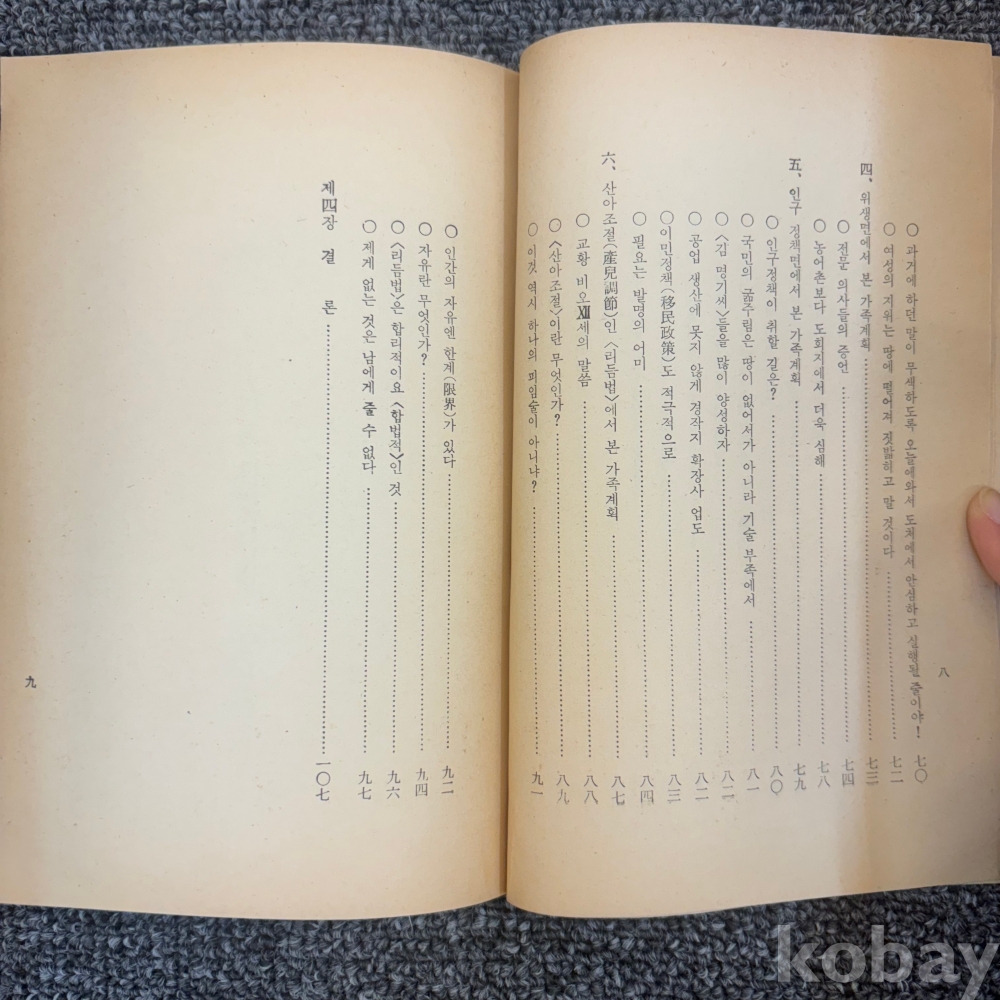 ○ 과거에 하던 말이 무색하도록 오늘에와서 도처에서 안심하고 실행될 줄이야! 七〇
○ 여성의 지위는 땅에 떨어져 짓밟히고 말 것이다 ………… 七二
四、위생면에서 본 가족계획 ………… 七三
○ 전문 의사들의 증언 ………… 七四
○ 농어촌보다 도회지에서 더욱 심해 ………… 七八
五、인구 정책면에서 본 가족계획 ………… 七九
○ 인구정책이 취할 길은? ………… 八〇
○ 국민의 굶주림은 땅이 없어서가 아니라 기술 부족에서 ………… 八一
○ 〈김 명기씨〉들을 많이 양성하자 ………… 八二
○ 공업 생산에 못지 않게 경작지 확장사 업도 ………… 八二
○ 이민정책(移民政策)도 적극적으로 ………… 八三
○ 필요는 발명의 어미 ………… 八四
六、산아조절(產兒調節)인 〈리듬법〉에서 본 가족계획 ………… 八七
○ 교황 비오Ⅻ세의 말씀 ………… 八八
○ 〈산아조절〉이란 무엇인가? ………… 八九
○ 이것 역시 하나의 피임술이 아니냐? ………… 九一
八
○ 인간의 자유엔 한계(限界)가 있다 ………… 九二
○ 자유란 무엇인가? ………… 九四
○ 〈리듬법〉은 합리적이요 〈합법적〉인 것 ………… 九六
○ 제게 없는 것은 남에게 줄 수 없다 ………… 九七
제四장 결 론 ………… 一〇七
九
kobay